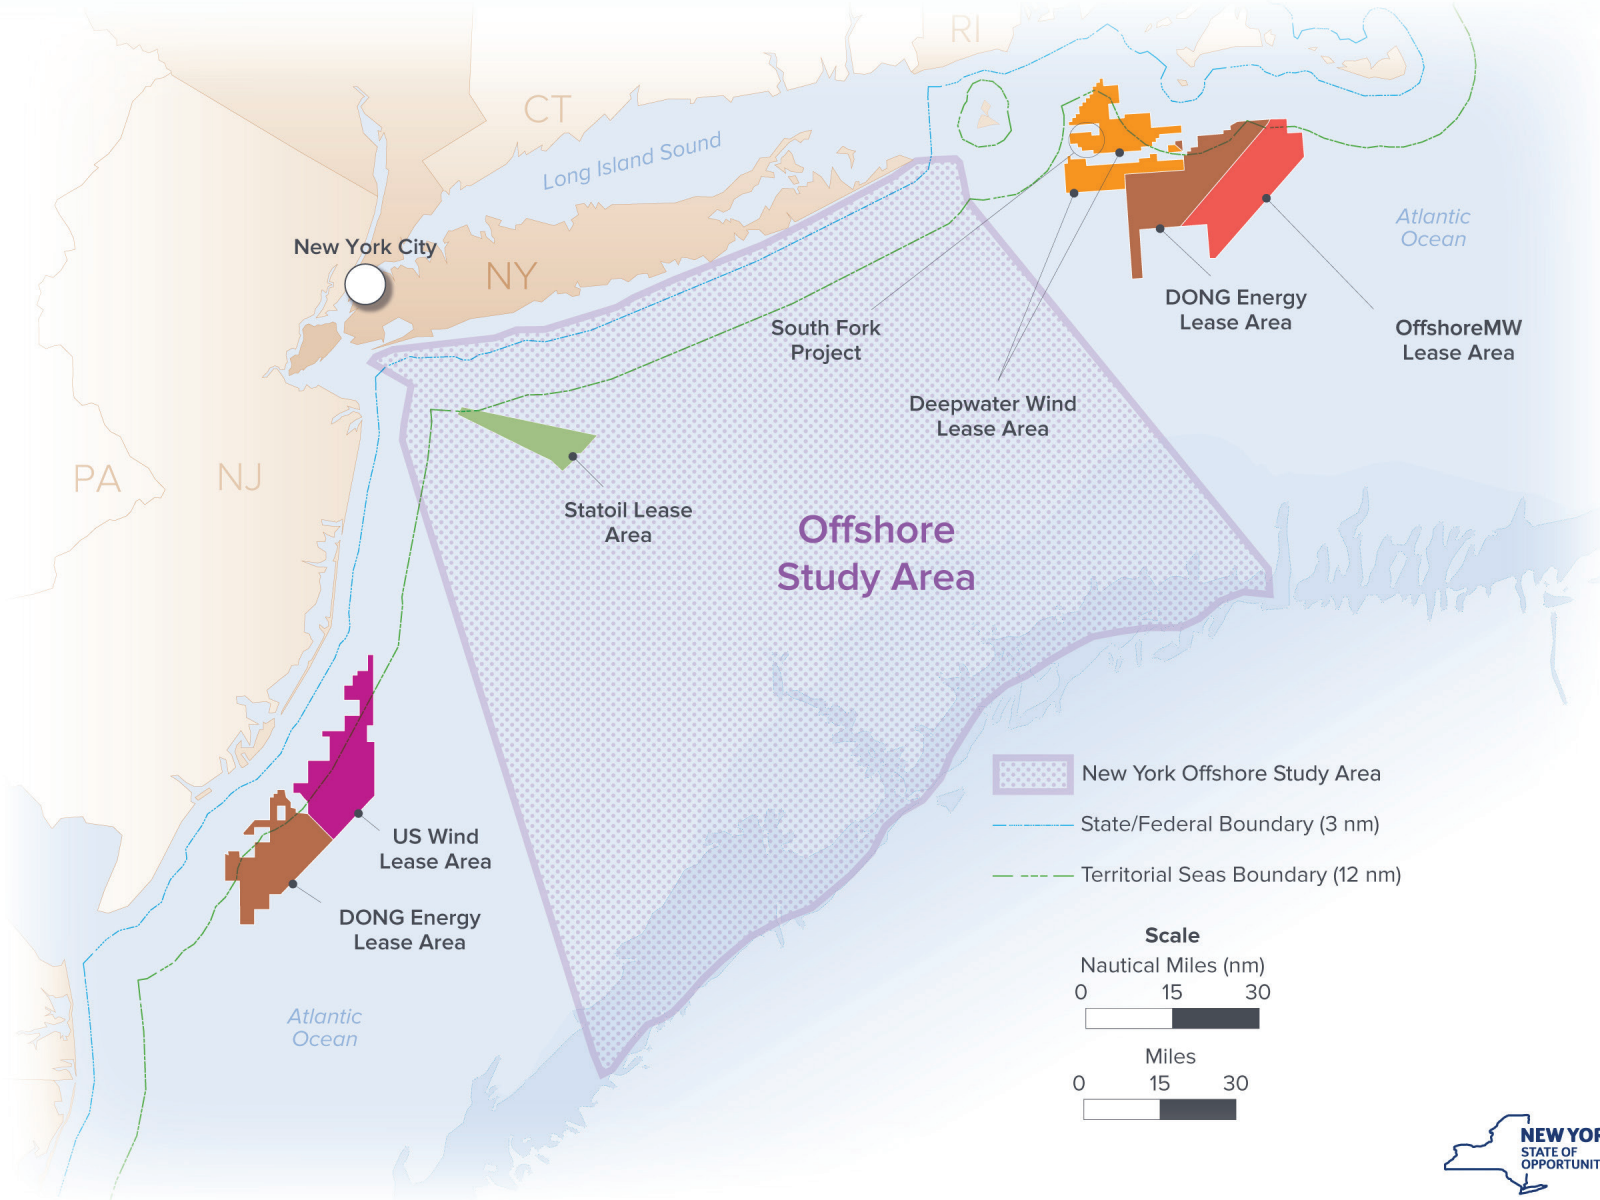 RI
CT
Long Island Sound
New York City
NY
Atlantic
Ocean
DONG Energy
Lease Area
OffshoreMW
Lease Area
South Fork
Project
Deepwater Wind
Lease Area
PA
NJ
Statoil Lease
Area
Offshore
Study Area
New York Offshore Study Area
State/Federal Boundary (3 nm)
Territorial Seas Boundary (12 nm)
US Wind
Lease Area
DONG Energy
Lease Area
Atlantic
Ocean
Scale
Nautical Miles (nm)
0 15 30
Miles
0 15 30
NEW YOR
STATE OF
OPPORTUNIT